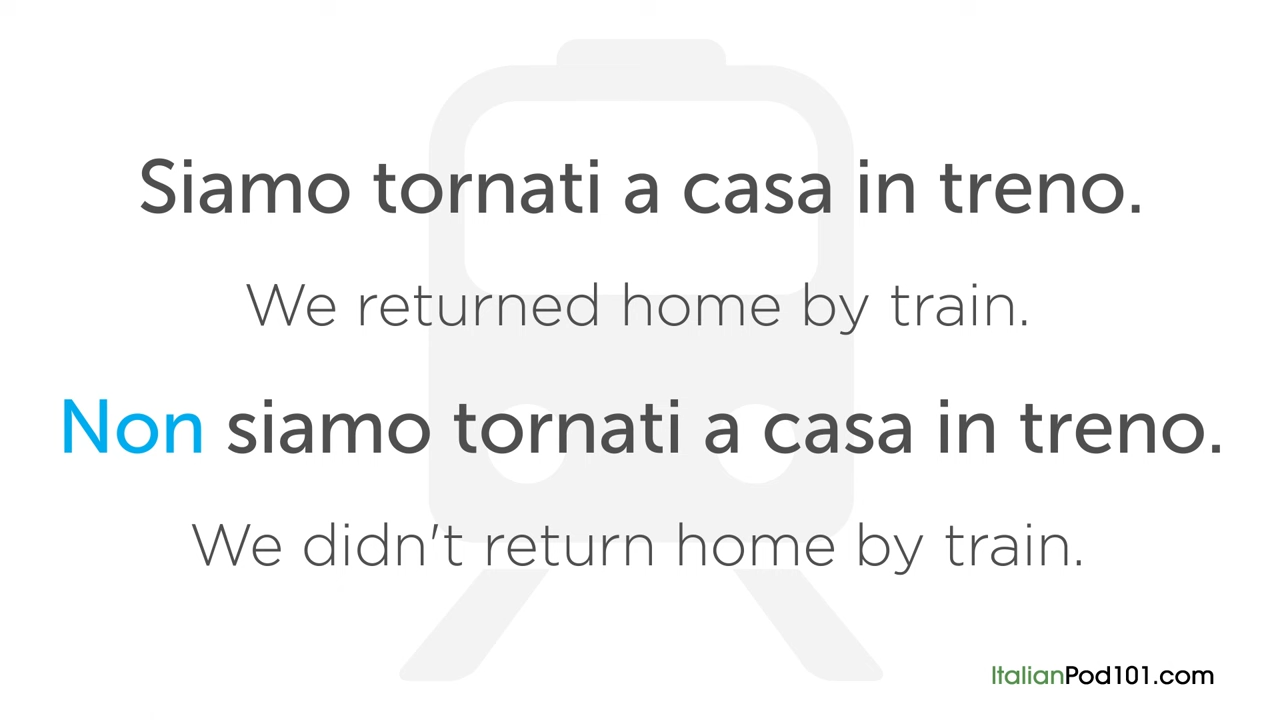 Siamo tornati a casa in treno.
We returned home by train.
Non siamo tornati a casa in treno.
We didn't return home by train.
ItalianPod101.com